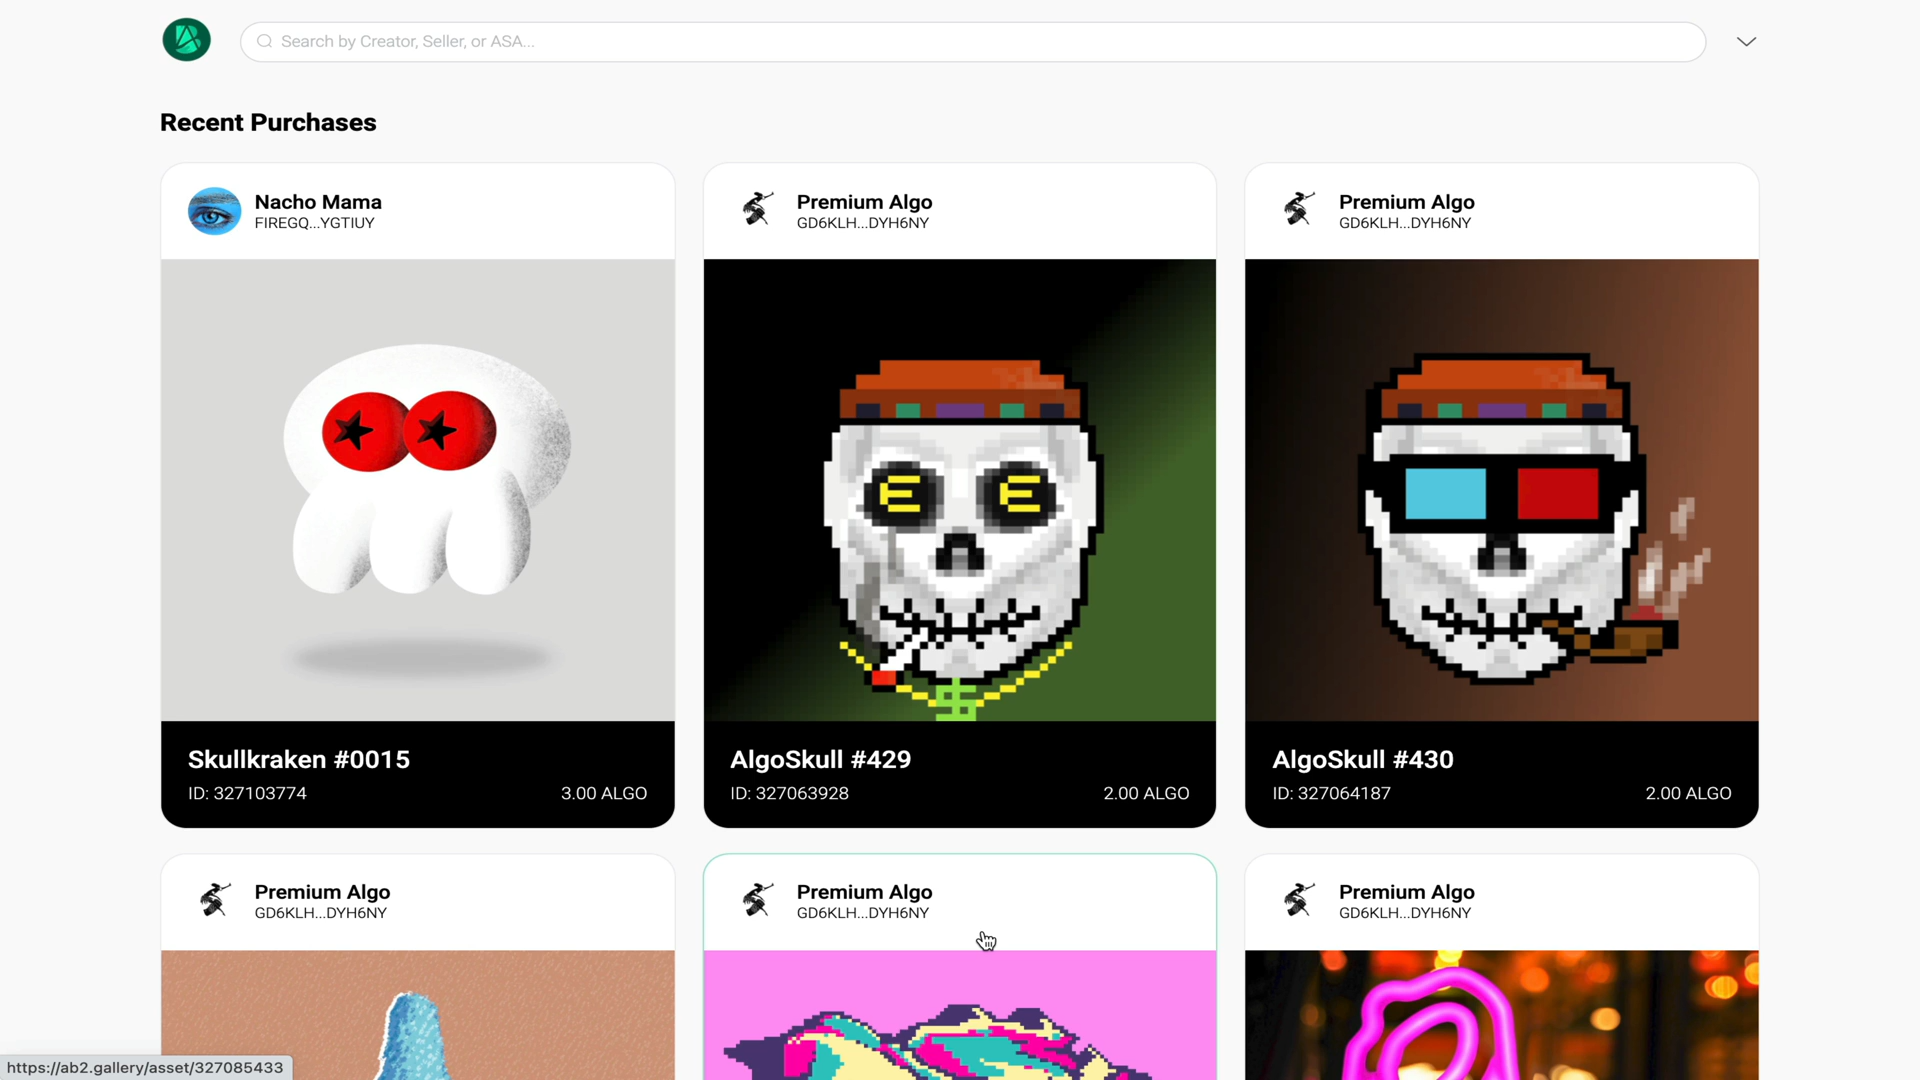 Search by Creator, Seller, or ASA...
Recent Purchases
Nacho Mama
FIREGQ...YGTIUY
Premium Algo
GD6KLH...DYH6NY
Premium Algo
GD6KLH...DYH6NY
Skullkraken #0015
ID: 327103774
3.00 ALGO
AlgoSkull #429
ID: 327063928
2.00 ALGO
AlgoSkull #430
ID: 327064187
2.00 ALGO
Premium Algo
GD6KLH...DYH6NY
Premium Algo
GD6KLH...DYH6NY
Premium Algo
GD6KLH...DYH6NY
https://ab2.gallery/asset/327085433